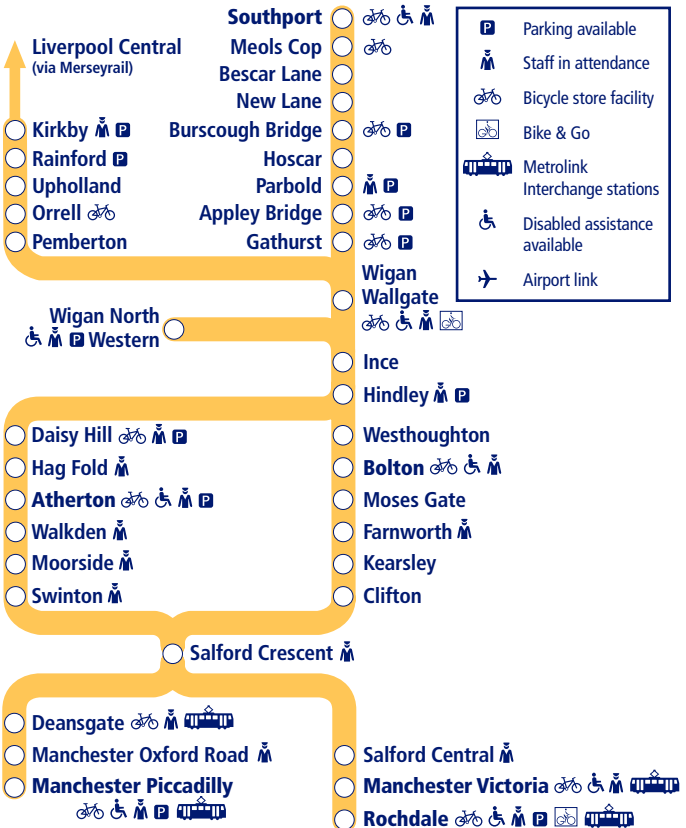 Southport
Meols Cop
Bescar Lane
New Lane
Burscough Bridge
Hoscar
Parbold
Appley Bridge
Gathurst
Liverpool Central
(via Merseyrail)
Kirkby P
Rainford P
Upholland
Orrell
Pemberton
P
P
P
P
P Parking available
Staff in attendance
Bicycle store facility
Bike & Go
Metrolink
Interchange stations
Disabled assistance
available
Airport link
Wigan
Wallgate
Wigan North
P Western
Ince
Hindley P
Daisy Hill P
Hag Fold
Atherton P
Walkden
Moorside
Swinton
Westhoughton
Bolton
Moses Gate
Farnworth
Kearsley
Clifton
Salford Crescent
Deansgate
Manchester Oxford Road
Manchester Piccadilly
P
Salford Central
Manchester Victoria
Rochdale P